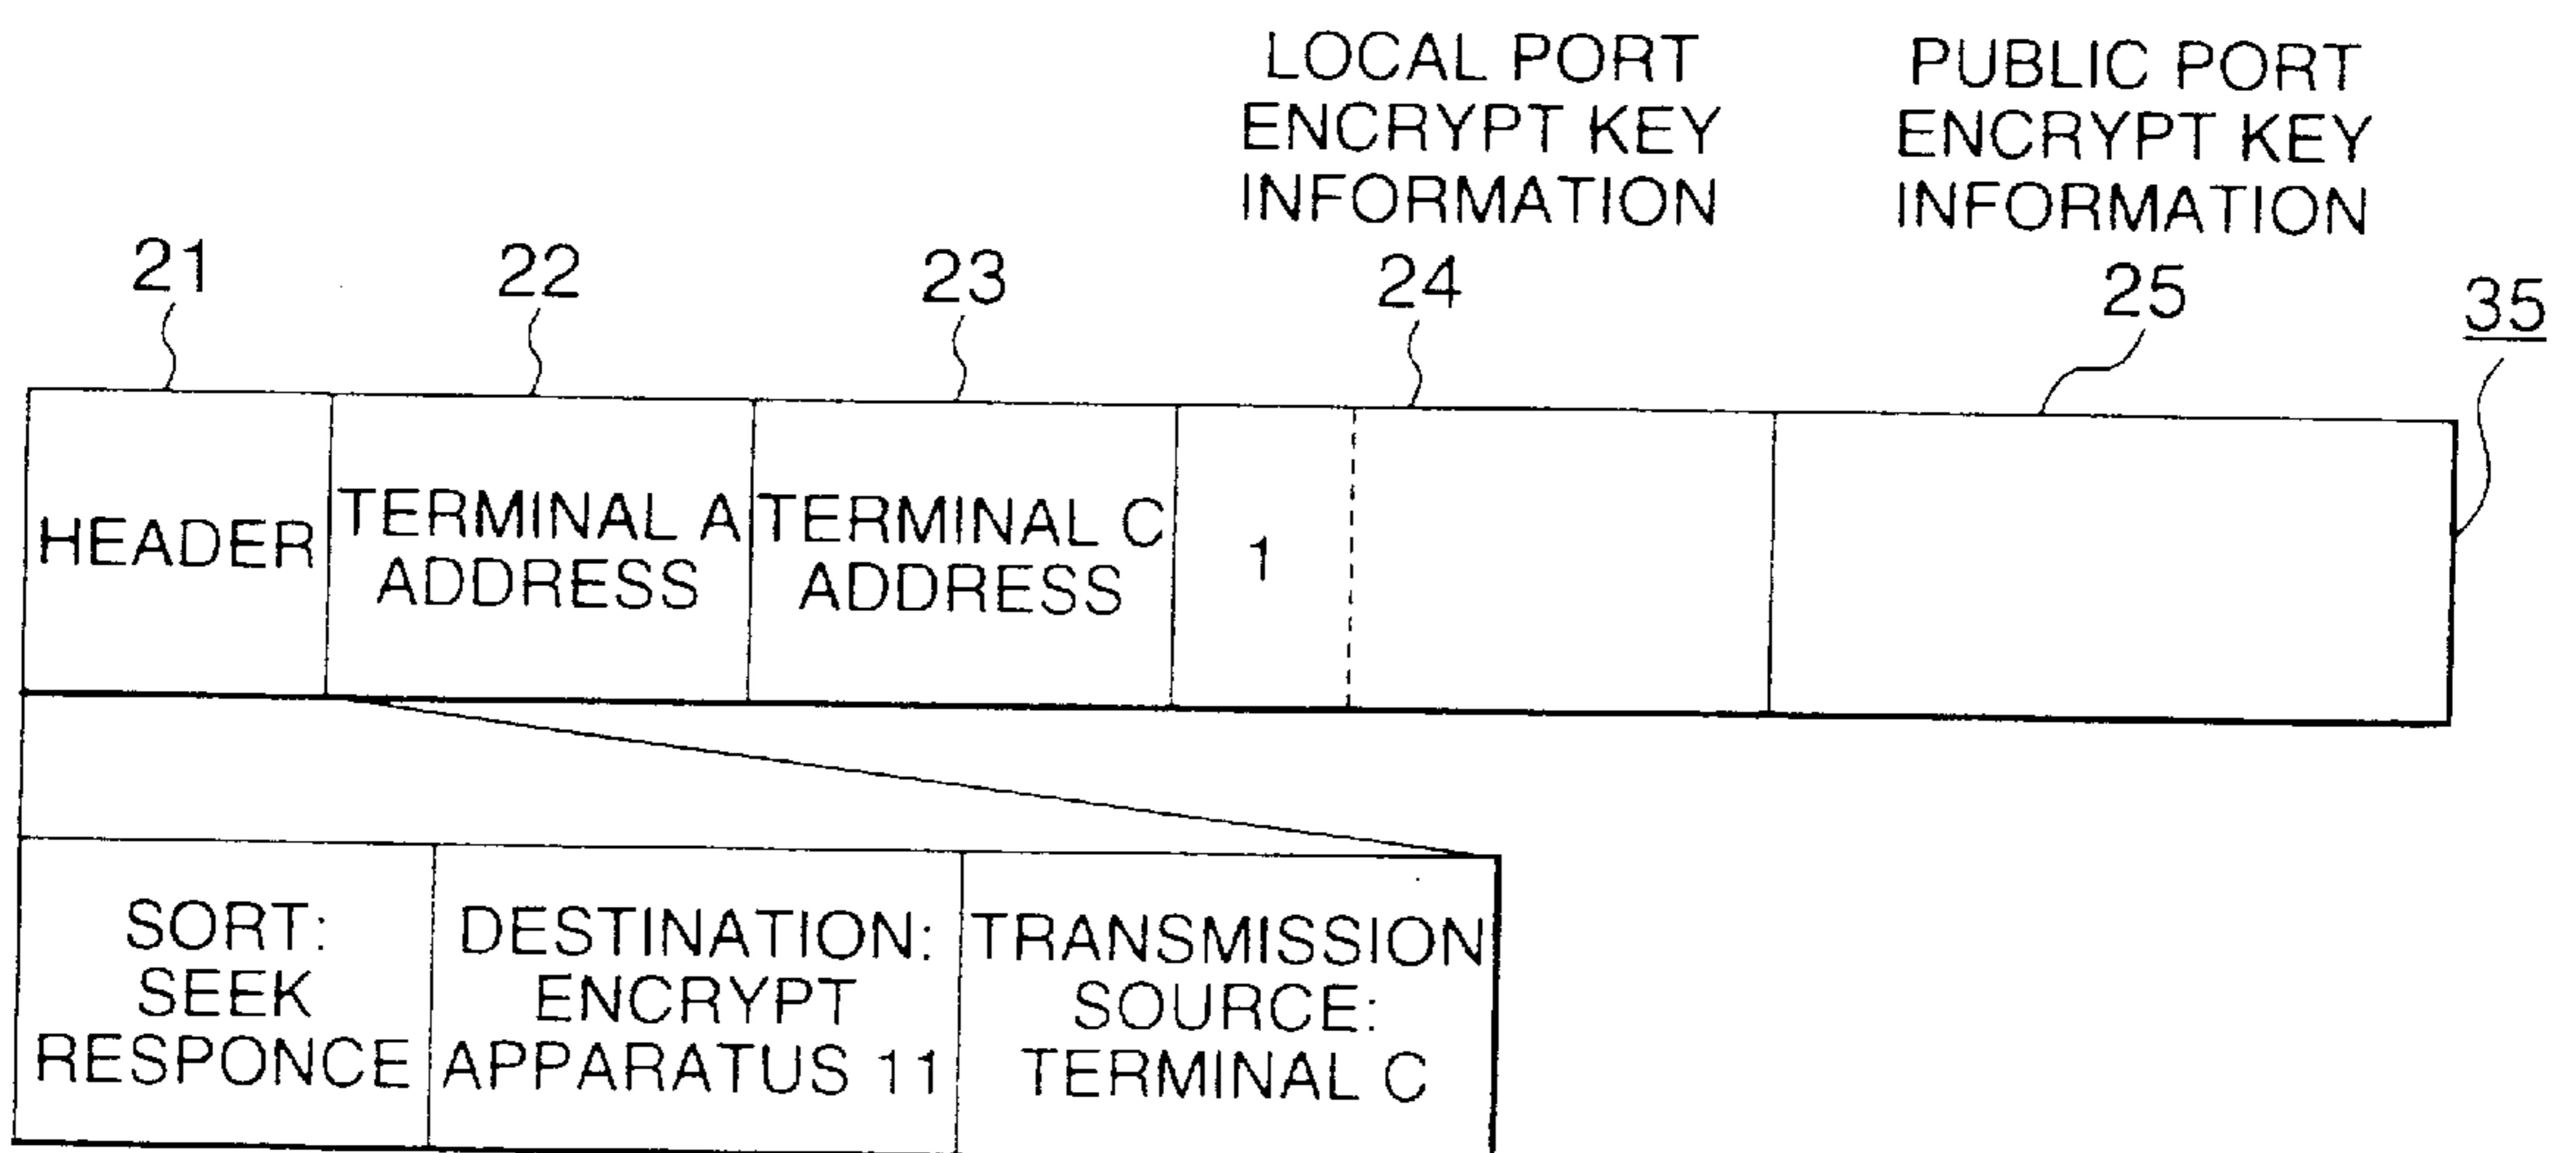 LOCAL PORT
ENCRYPT KEY
INFORMATION
PUBLIC PORT
ENCRYPT KEY
INFORMATION
21
22
23
24
25
35
HEADER
TERMINAL A
ADDRESS
TERMINAL C
ADDRESS
1
SORT:
SEEK
RESPONCE
DESTINATION:
ENCRYPT
APPARATUS 11
TRANSMISSION
SOURCE:
TERMINAL C